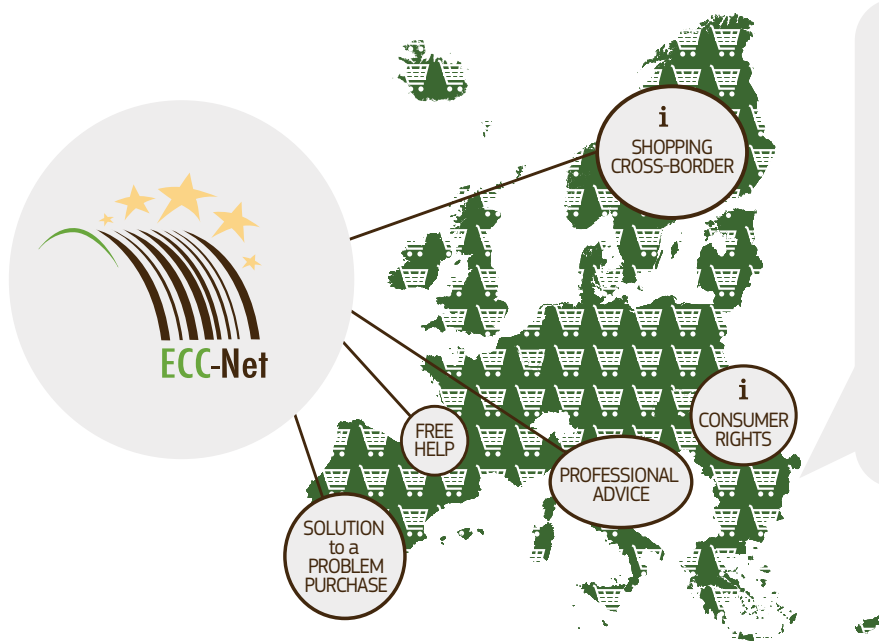 i
SHOPPING
CROSS-BORDER
ECC-Net
i
CONSUMER
RIGHTS
FREE
HELP
PROFESSIONAL
ADVICE
SOLUTION
to a
PROBLEM
PURCHASE